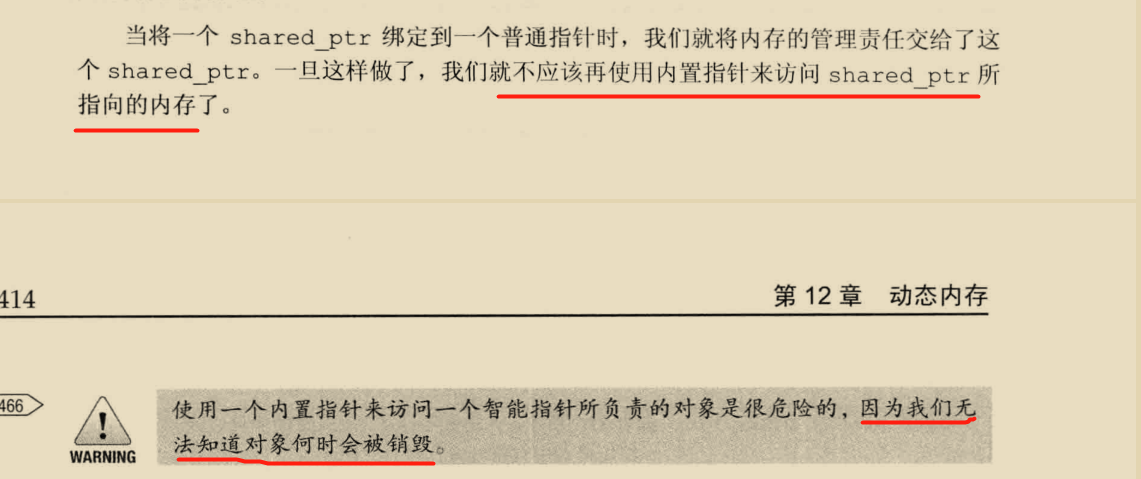 当将一个 shared_ptr 绑定到一个普通指针时，我们就将内存的管理责任交给了这
个 shared_ptr。一旦这样做了，我们就不应该再使用内置指针来访问 shared_ptr 所
指向的内存了。
414
第 12 章 动态内存
466
使用一个内置指针来访问一个智能指针所负责的对象是很危险的，因为我们无
法知道对象何时会被销毁。
WARNING